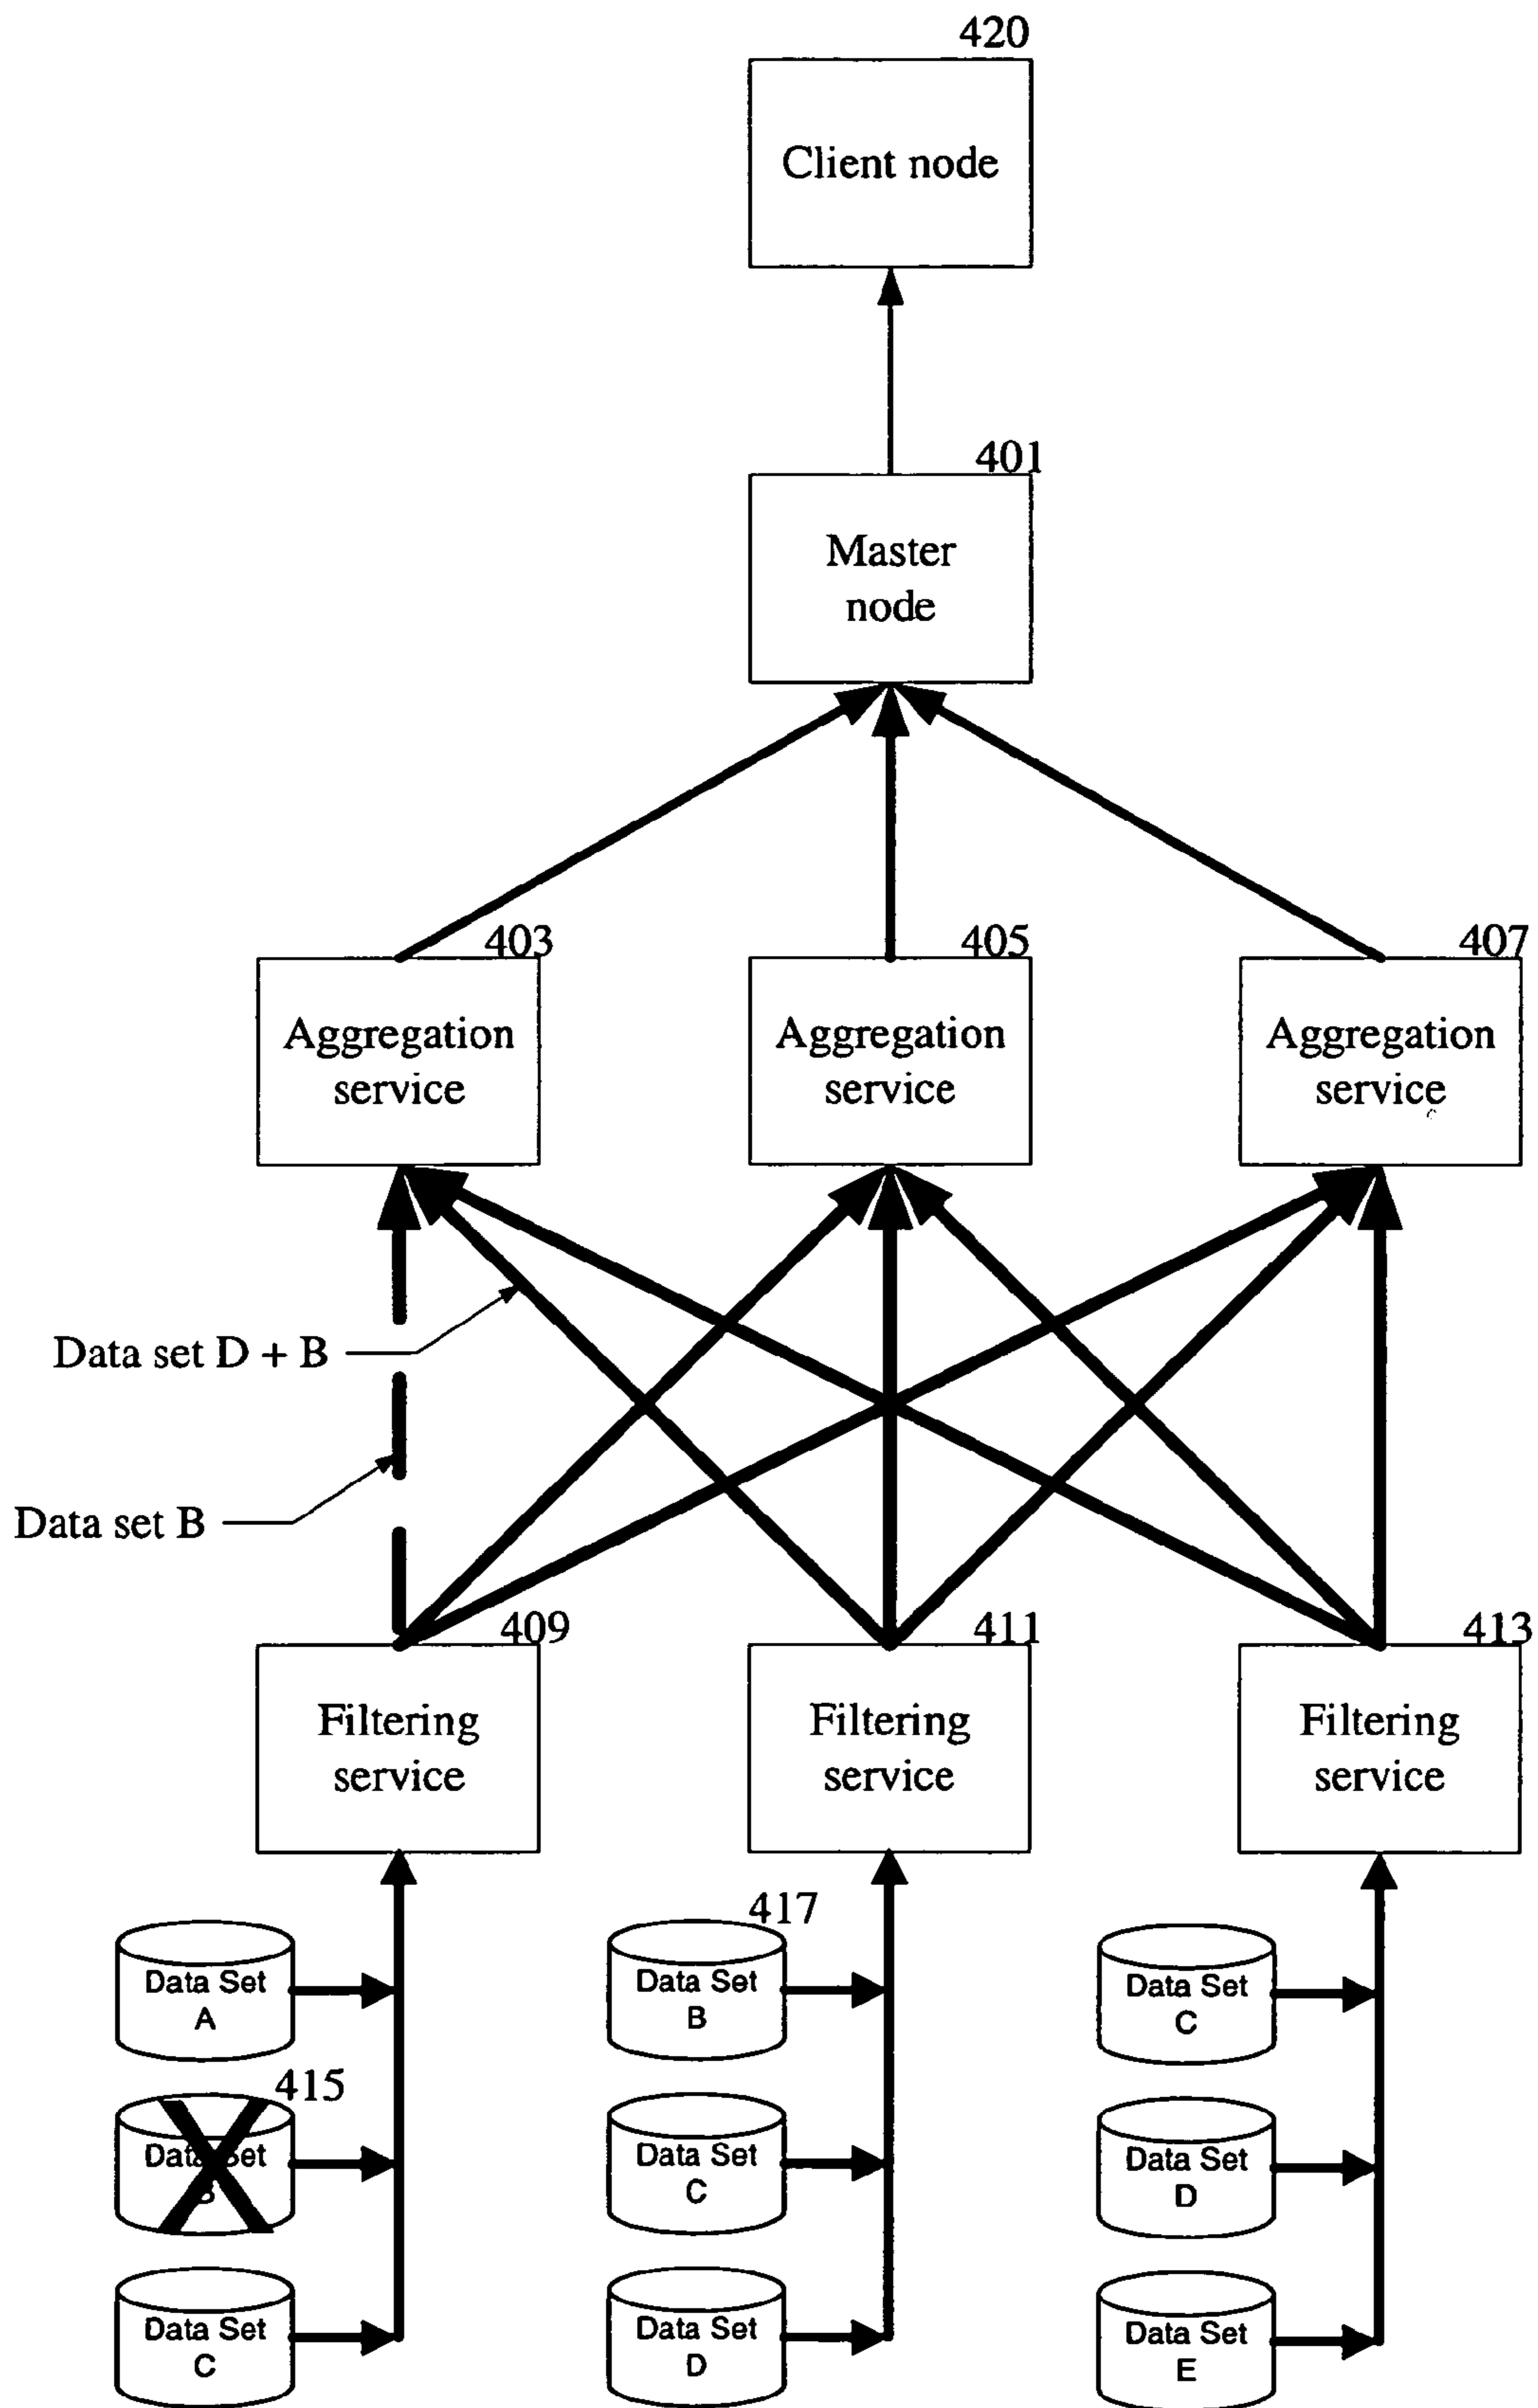 420
Client node
401
Master
node
403
405
407
Aggregation
service
Aggregation
service
Aggregation
service
Data set D + B
Data set B
409
411
413
Filtering
service
Filtering
service
Filtering
service
417
Data Set
A
Data Set
B
Data Set
C
415
Data Set
B
Data Set
C
Data Set
D
Data Set
C
Data Set
D
Data Set
E